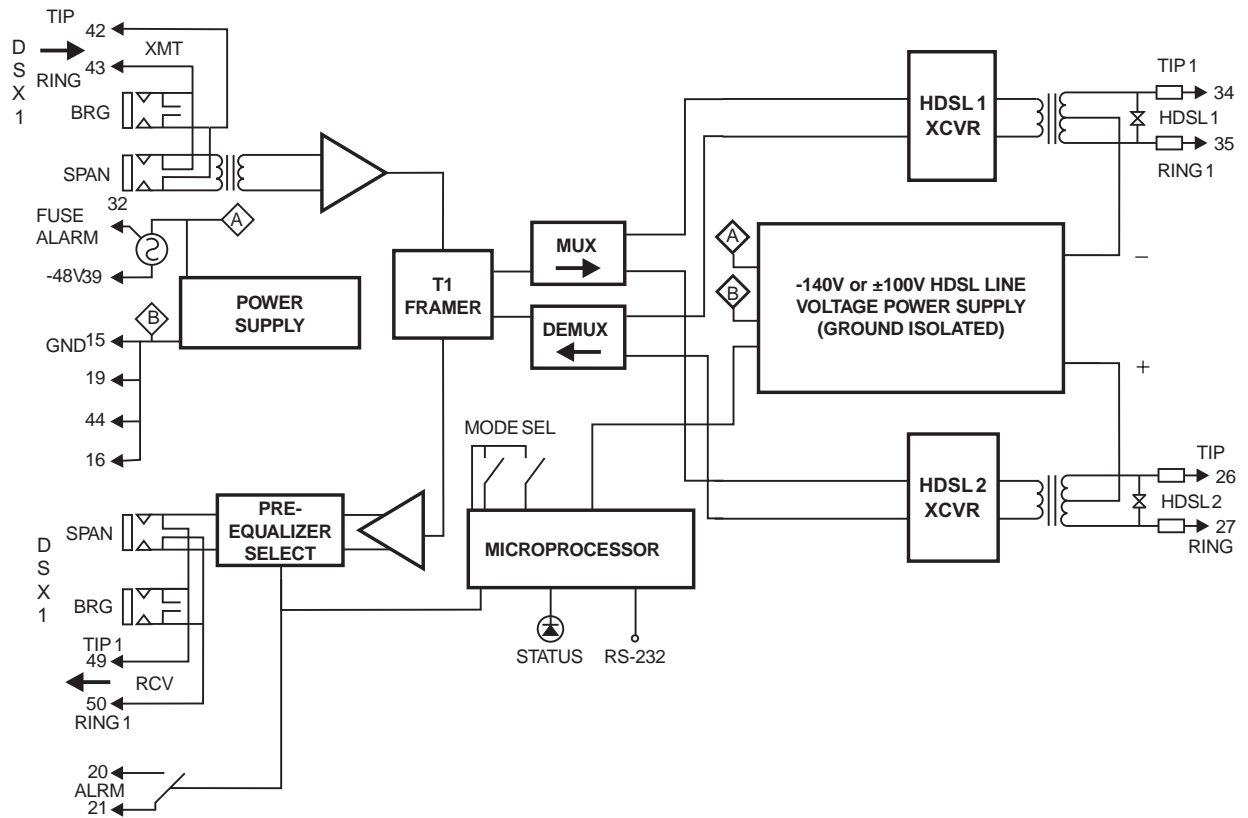 TIP
42
D
S
X
1
XMT
43
RING
BRG
SPAN
32
FUSE
ALARM
A
-48V
39
POWER
SUPPLY
B
GND
15
19
44
16
T1
FRAMER
MUX
DEMUX
HDSL 1
XCVR
TIP 1
34
HDSL 1
35
RING 1
A
B
-140V or ±100V HDSL LINE
VOLTAGE POWER SUPPLY
(GROUND ISOLATED)
–
+
MODE SEL
HDSL 2
XCVR
TIP
26
HDSL 2
27
RING
MICROPROCESSOR
STATUS
RS-232
D
S
X
1
SPAN
PRE-
EQUALIZER
SELECT
BRG
TIP 1
49
RCV
50
RING 1
20
ALRM
21